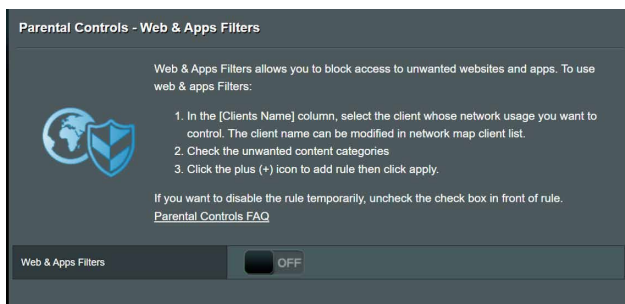 Parental Controls - Web & Apps Filters
Web & Apps Filters allows you to block access to unwanted websites and apps. To use
web & apps Filters:
1. In the [Clients Name] column, select the client whose network usage you want to
control. The client name can be modified in network map client list.
2. Check the unwanted content categories
3. Click the plus (+) icon to add rule then click apply.
If you want to disable the rule temporarily, uncheck the check box in front of rule.
Parental Controls FAQ
Web & Apps Filters OFF